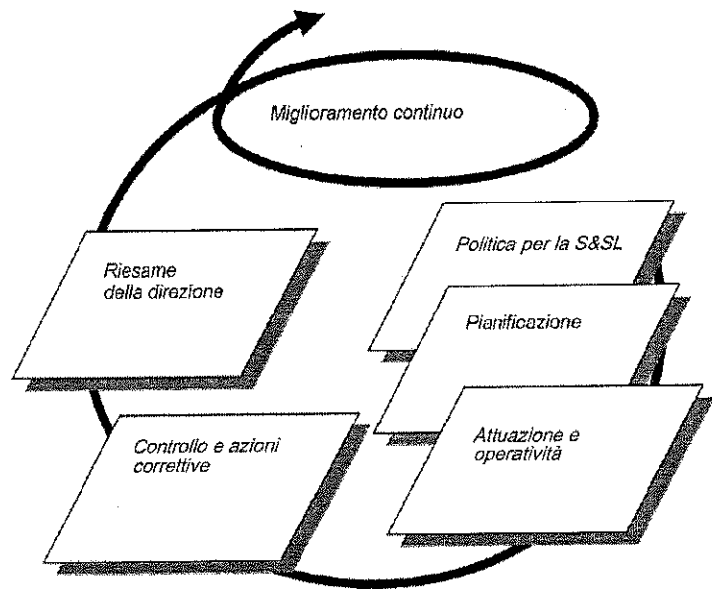 Miglioramento continuo
Politica per la S&SL
Pianificazione
Attuazione e
operatività
Controllo e azioni
correttive
Riesame
della direzione